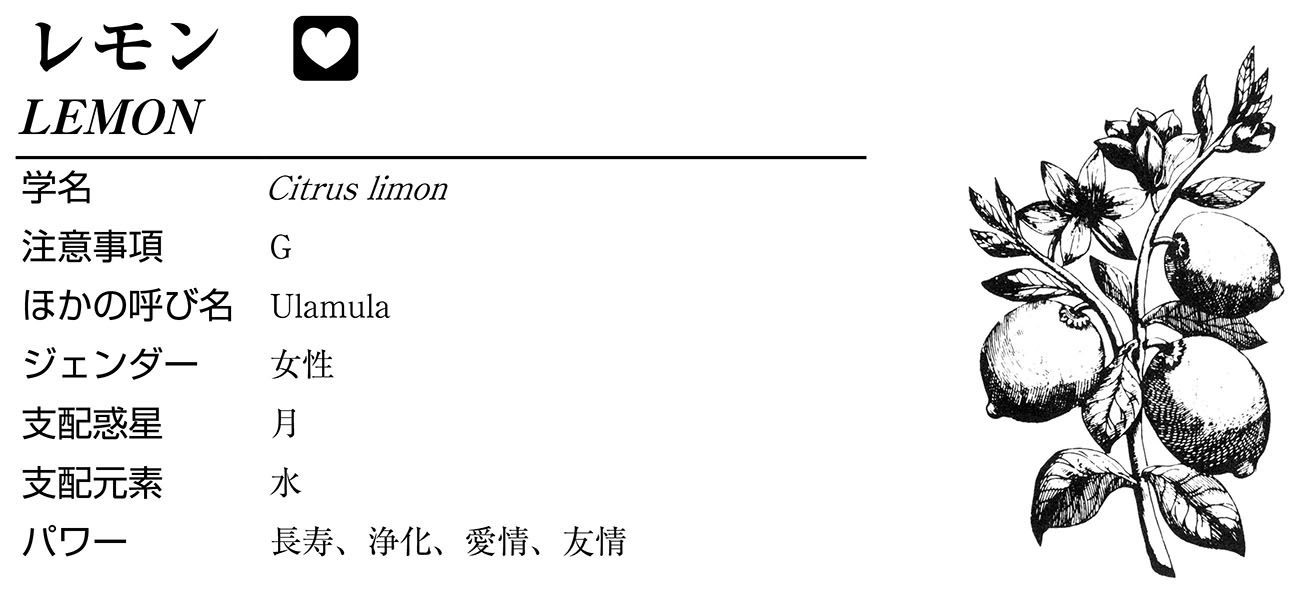 レモン
LEMON
学名 Citrus limon
注意事項 G
ほかの呼び名 Ulamula
ジェンダー 女性
支配惑星 月
支配元素 水
パワー 長寿、浄化、愛情、友情